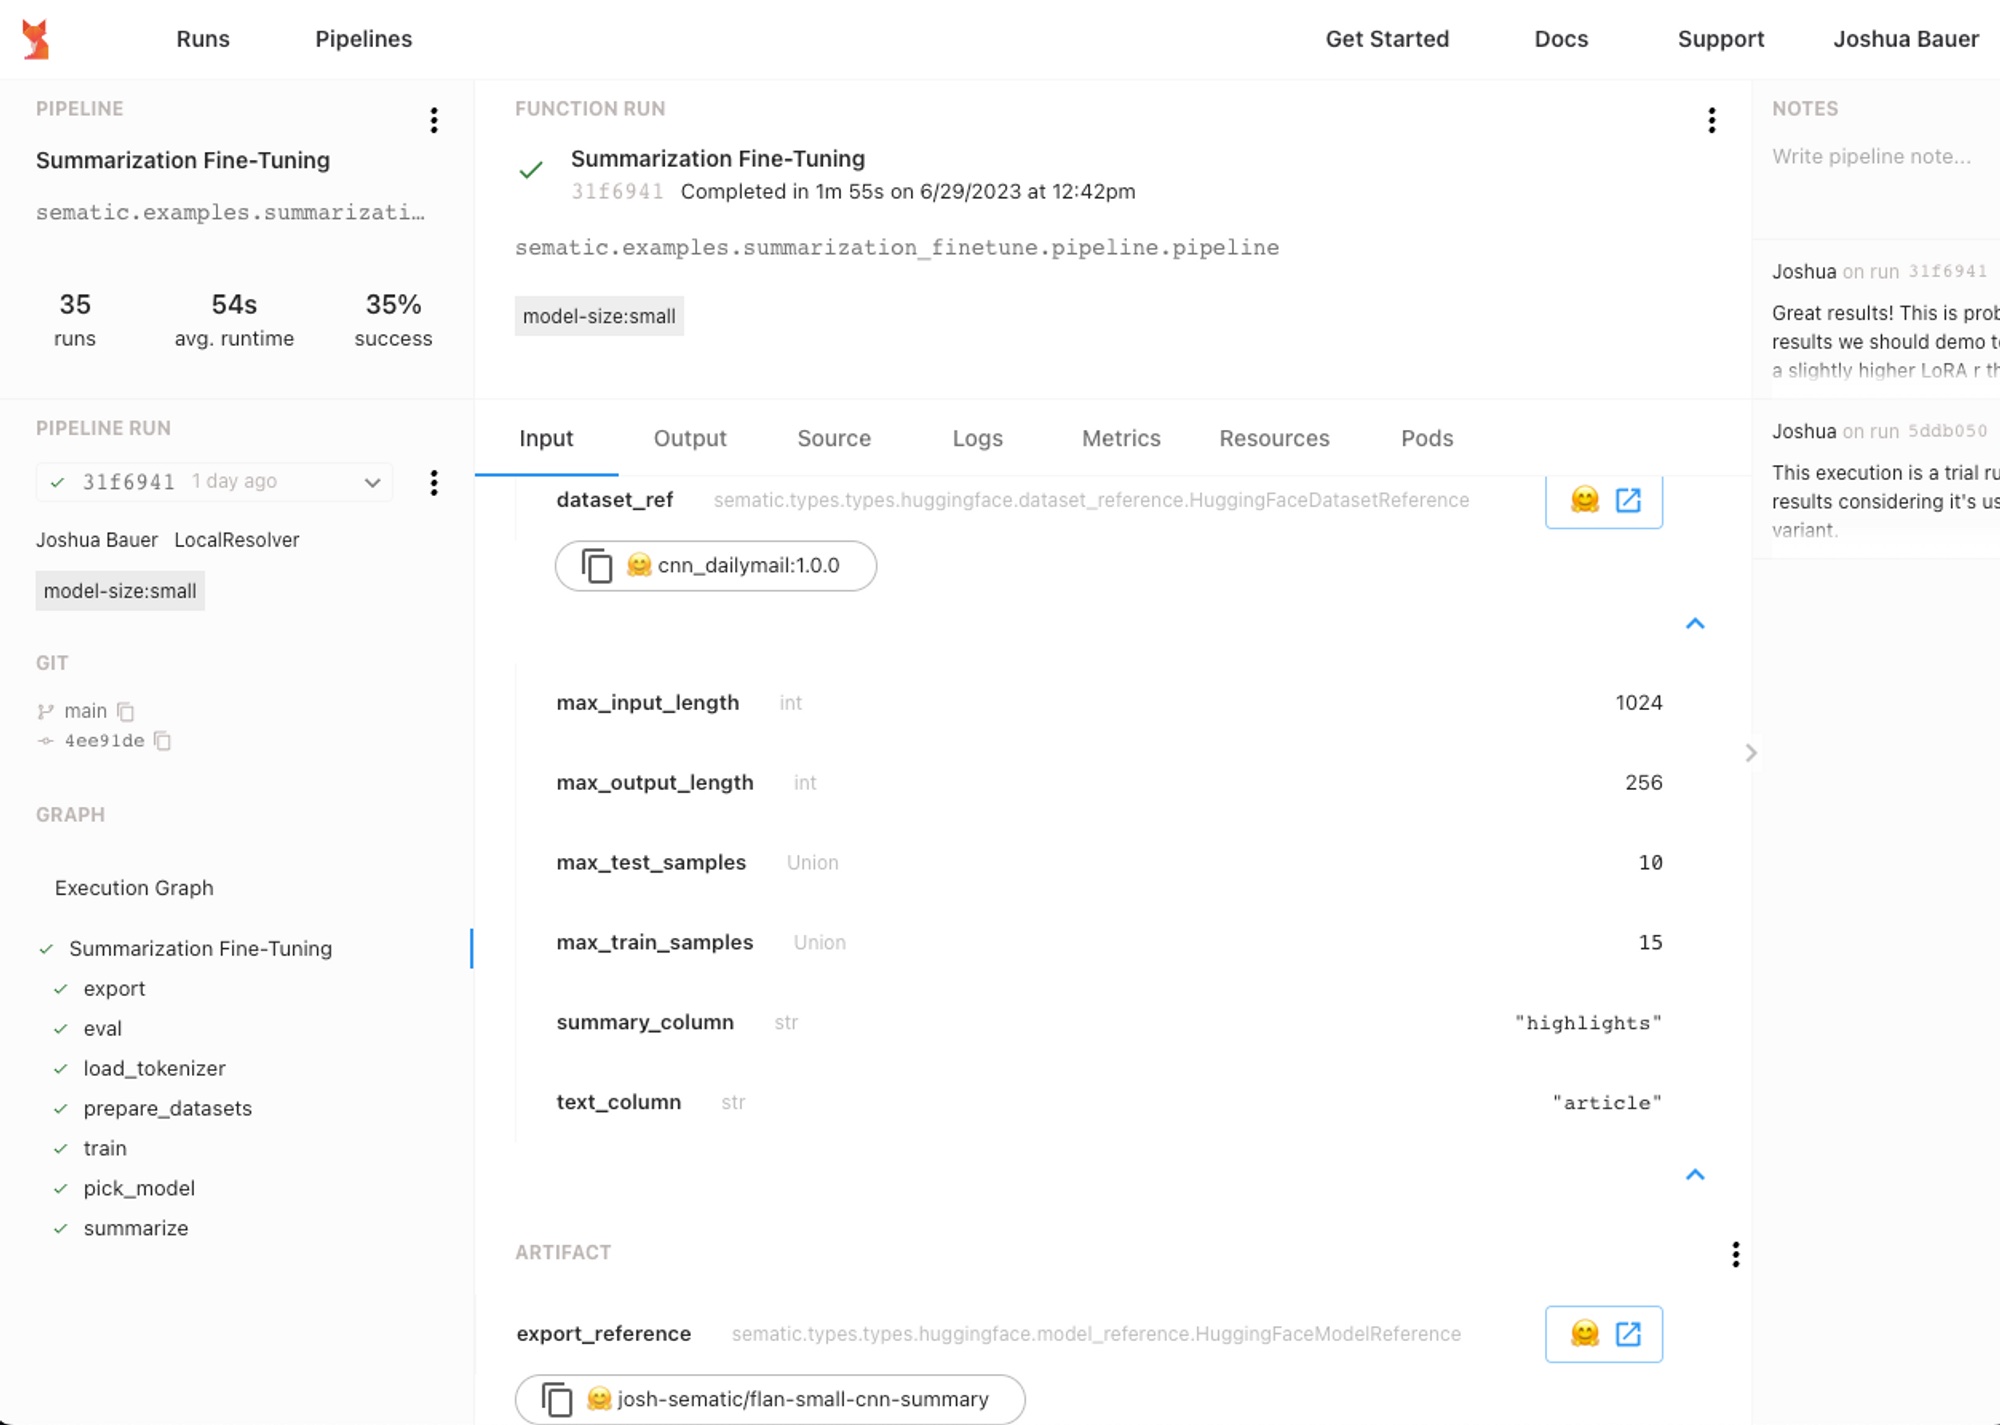 Runs Pipelines Get Started Docs Support Joshua Bauer
PIPELINE
Summarization Fine-Tuning
sematic.examples.summarizati…
35 54s 35%
runs avg. runtime success
PIPELINE RUN
31f6941 1 day ago
Joshua Bauer LocalResolver
model-size:small
GIT
main
4ee91de
GRAPH
Execution Graph
Summarization Fine-Tuning
export
eval
load_tokenizer
prepare_datasets
train
pick_model
summarize
FUNCTION RUN
Summarization Fine-Tuning
31f6941 Completed in 1m 55s on 6/29/2023 at 12:42pm
sematic.examples.summarization_finetune.pipeline.pipeline
model-size:small
Input Output Source Logs Metrics Resources Pods
dataset_ref sematic.types.types.huggingface.dataset_reference.HuggingFaceDatasetReference
🤗 cnn_dailymail:1.0.0
max_input_length int 1024
max_output_length int 256
max_test_samples Union 10
max_train_samples Union 15
summary_column str "highlights"
text_column str "article"
ARTIFACT
export_reference sematic.types.types.huggingface.model_reference.HuggingFaceModelReference
🤗 josh-sematic/flan-small-cnn-summary
NOTES
Write pipeline note...
Joshua on run 31f6941
Great results! This is
results we should demo
a slightly higher LoRA r
Joshua on run 5ddb050
This execution is a trial
results considering it's
variant.